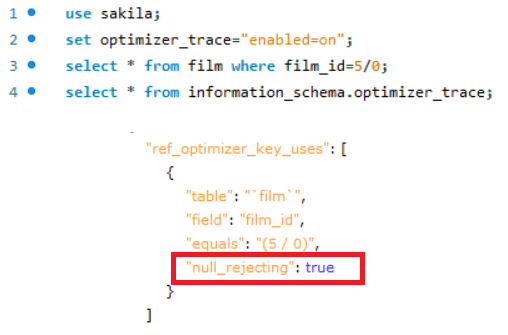 1 use sakila;
2 set optimizer_trace="enabled=on";
3 select * from film where film_id=5/0;
4 select * from information_schema.optimizer_trace;
"ref_optimizer_key_uses": [
{
"table": "`film`",
"field": "film_id",
"equals": "(5 / 0)",
"null_rejecting": true
}
]